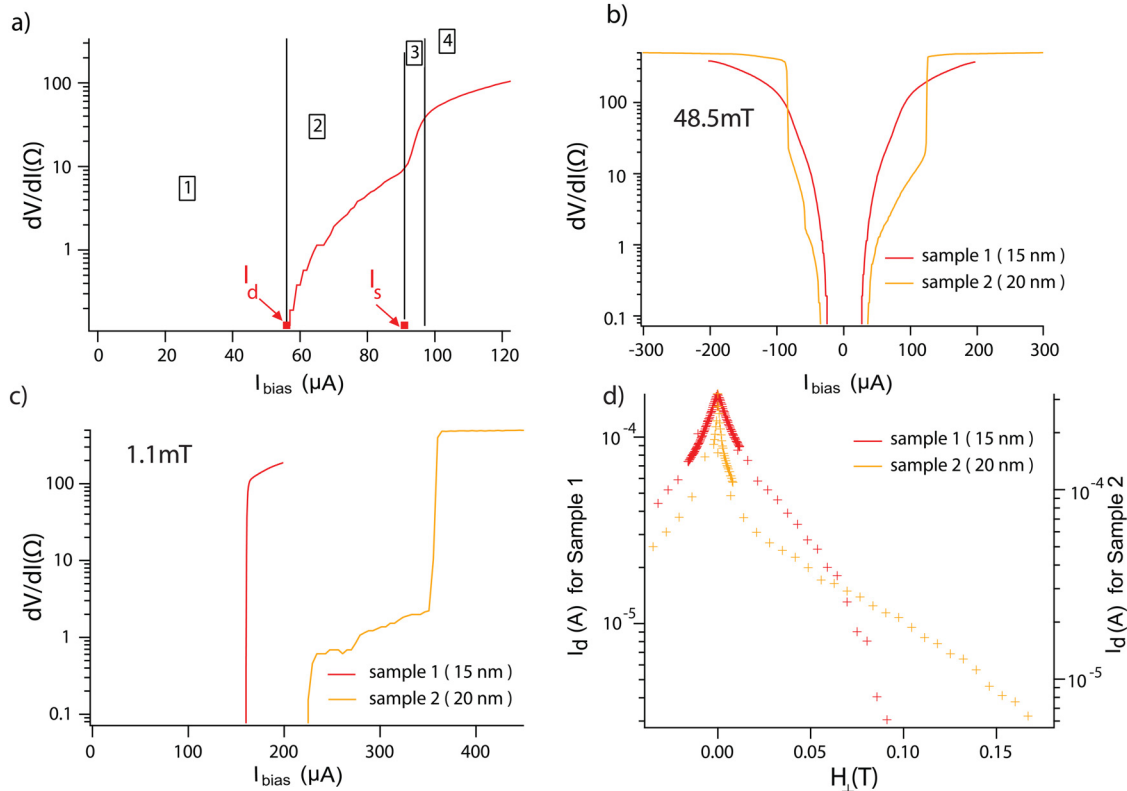 a)
dV/dI(Ω)
100
10
1
1
2
3
4
I d
I s
0
20
40
60
80
100
120
I bias (μA)
b)
48.5mT
dV/dI(Ω)
100
10
1
0.1
sample 1 ( 15 nm )
sample 2 ( 20 nm )
-300
-200
-100
0
100
200
300
I bias (μA)
c)
1.1mT
dV/dI(Ω)
100
10
1
0.1
sample 1 ( 15 nm )
sample 2 ( 20 nm )
0
100
200
300
400
I bias (μA)
d)
I d (A) for Sample 1
10⁻⁴
10⁻⁵
sample 1 ( 15 nm )
sample 2 ( 20 nm )
10⁻⁴
10⁻⁵
I d (A) for Sample 2
0.00
0.05
0.10
0.15
H⊥(T)